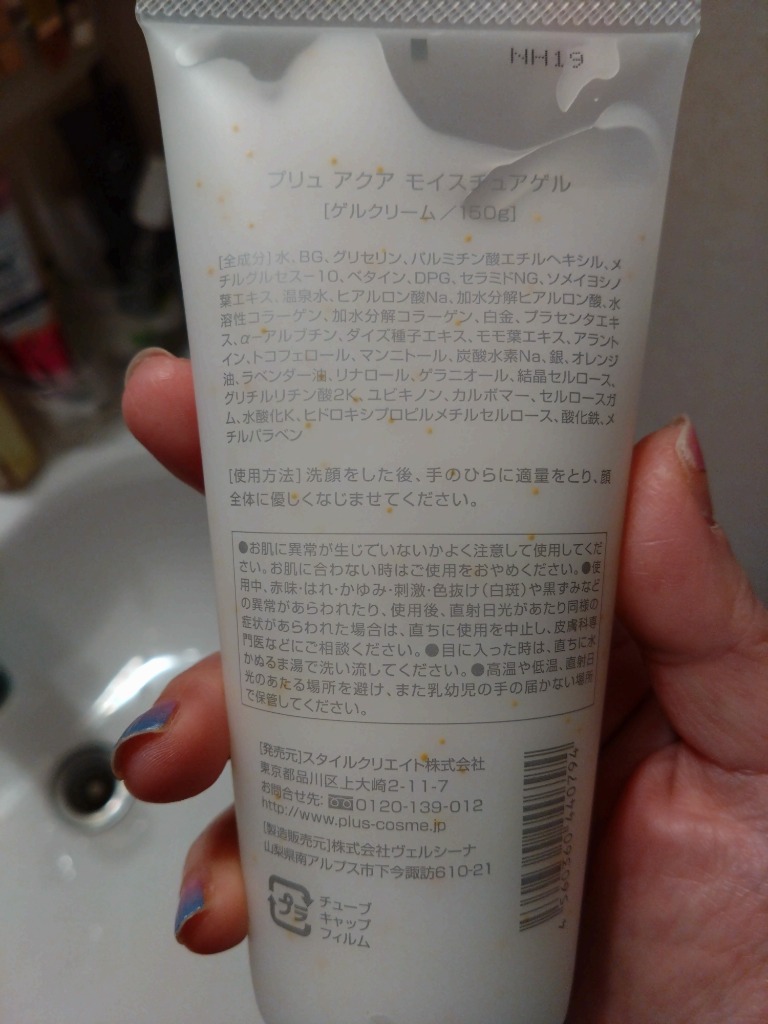 NH19
プリュ アクア モイスチュアゲル
[ゲルクリーム/150g]
[全成分]水、BG、グリセリン、パルミチン酸エチルヘキシル、メ
チルグルセス-10、ベタイン、DPG、セラミドNG、ソメイヨシノ
葉エキス、温泉水、ヒアルロン酸Na、加水分解ヒアルロン酸、水
溶性コラーゲン、加水分解コラーゲン、白金、プラセンタエキ
ス、α-アルブチン、ダイズ種子エキス、モモ葉エキス、アラント
イン、トコフェロール、マンニトール、炭酸水素Na、銀、オレンジ
油、ラベンダー油、リナロール、ゲラニオール、結晶セルロース、
グリチルリチン酸2K、ユビキノン、カルボマー、セルロースガ
ム、水酸化K、ヒドロキシプロピルメチルセルロース、酸化鉄、メ
チルパラベン
[使用方法]洗顔をした後、手のひらに適量をとり、顔
全体に優しくなじませてください。
●お肌に異常が生じていないかよく注意して使用してくだ
さい。お肌に合わない時はご使用をおやめください。●使
用中、赤味・はれ・かゆみ・刺激・色抜け(白斑)や黒ずみなど
の異常があらわれたり、使用後、直射日光があたり同様の
症状があらわれた場合は、直ちに使用を中止し、皮膚科専
門医などにご相談ください。●目に入った時は、直ちに水
かぬるま湯で洗い流してください。●高温や低温、直射日
光のあたる場所を避け、また乳幼児の手の届かない場所
で保管してください。
[発売元]スタイルクリエイト株式会社
東京都品川区上大崎2-11-7
お問合せ先: 0120-139-012
http://www.plus-cosme.jp
[製造販売元]株式会社ヴェルシーナ
山梨県南アルプス市下今諏訪610-21
プラ
チューブ
キャップ
フィルム